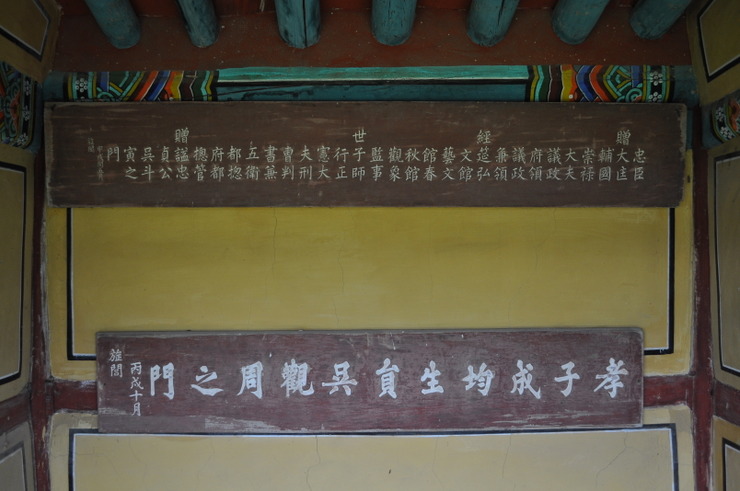 忠臣
贈大匡
輔國
崇祿
大夫
議政
府領
議政
兼領
經筵弘
文館
藝文
館春
秋館
觀象
監事
世子師
行正
憲大
夫刑
曹判
書兼
五衛
都摠
府都
摠管
贈諡忠
貞公
吳斗
寅之
門
孝子成均生貟吳觀周之門
丙戌十月
旌閭